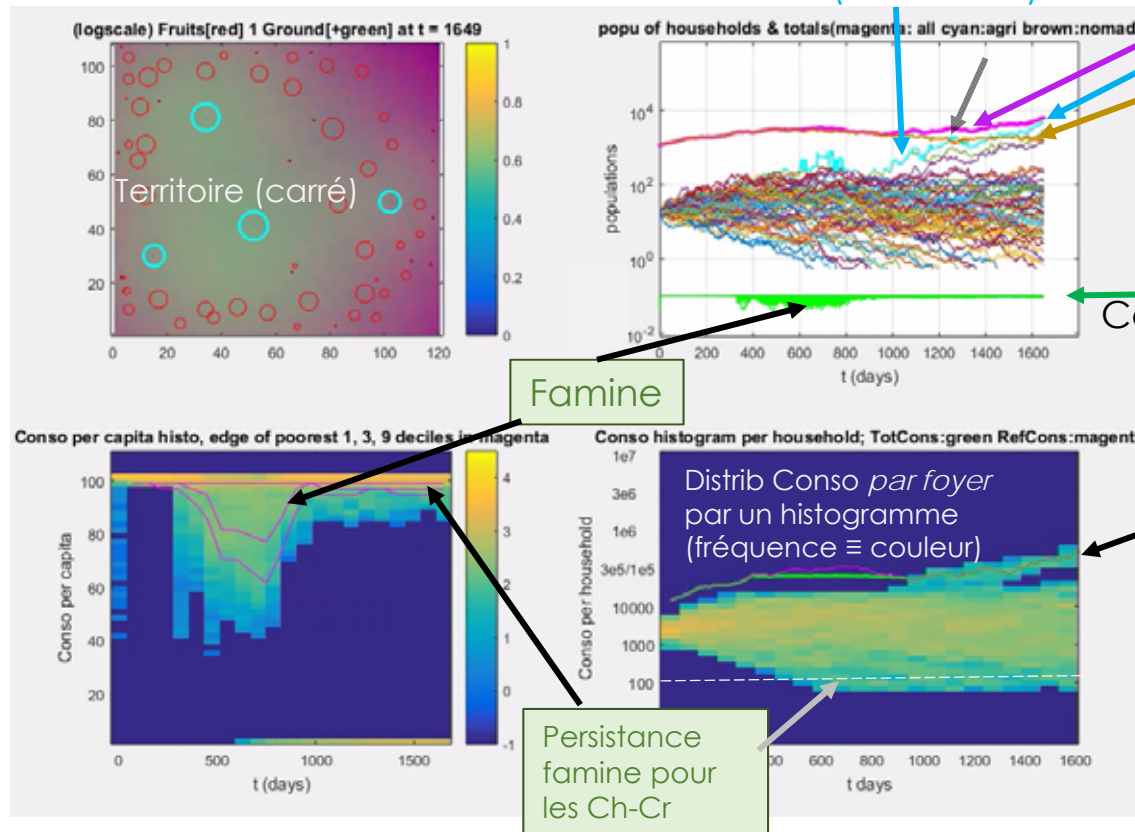 (logscale) Fruits[red] 1 Ground[+green] at t = 1649
100
80
60
40
20
0
20
40
60
80
100
120
1
0.8
0.6
0.4
0.2
0
Territoire (carré)
popu of households & totals(magenta: all cyan:agri brown:nomad
populations
10^4
10^2
10^0
10^-2
0
200
400
600
800
1000
1200
1400
1600
t (days)
Famine
Conso per capita histo, edge of poorest 1, 3, 9 deciles in magenta
Conso per capita
100
80
60
40
20
0
500
1000
1500
t (days)
4
3
2
1
0
-1
Conso histogram per household; TotCons:green RefCons:magent
Conso per household
1e7
3e6
1e6
3e5/1e5
10000
1000
100
Distrib Conso par foyer
par un histogramme
(fréquence ≡ couleur)
600
800
1000
1200
1400
1600
t days
Persistance
famine pour
les Ch-Cr